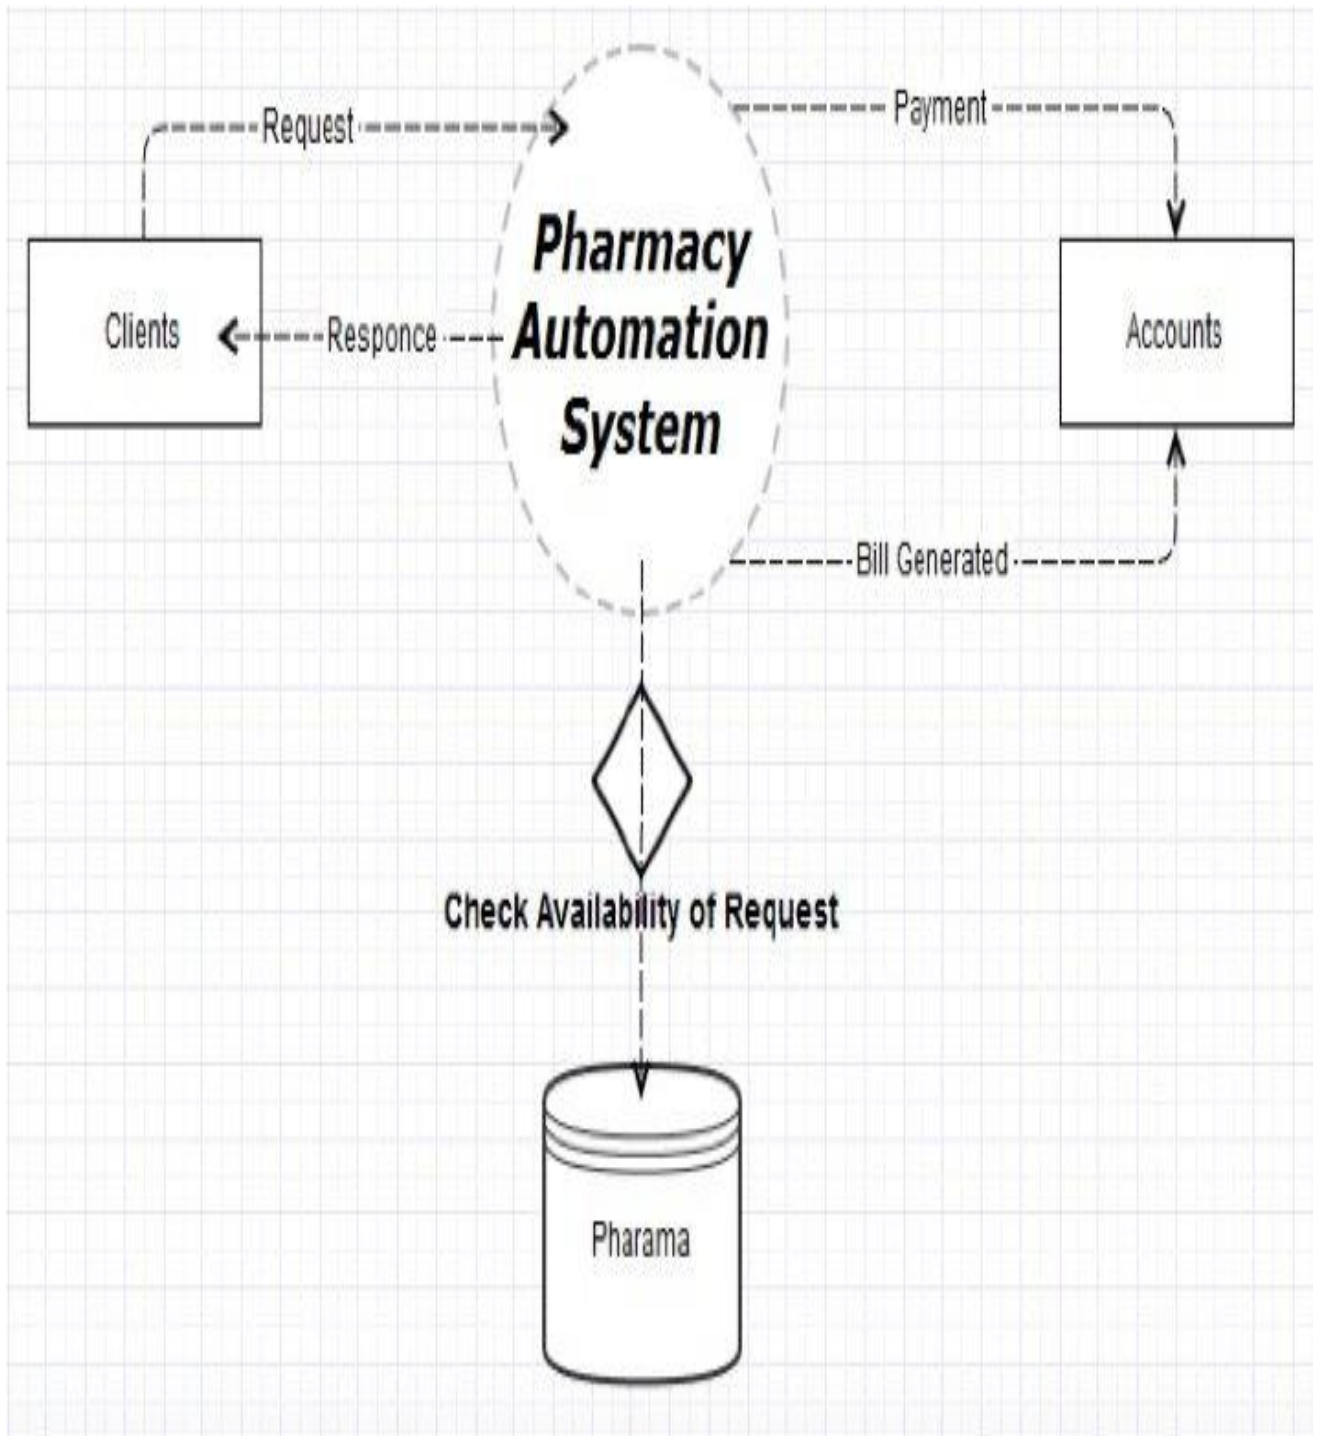 Request
Payment
Pharmacy
Automation
System
Clients
Responce
Accounts
Bill Generated
Check Availability of Request
Pharama